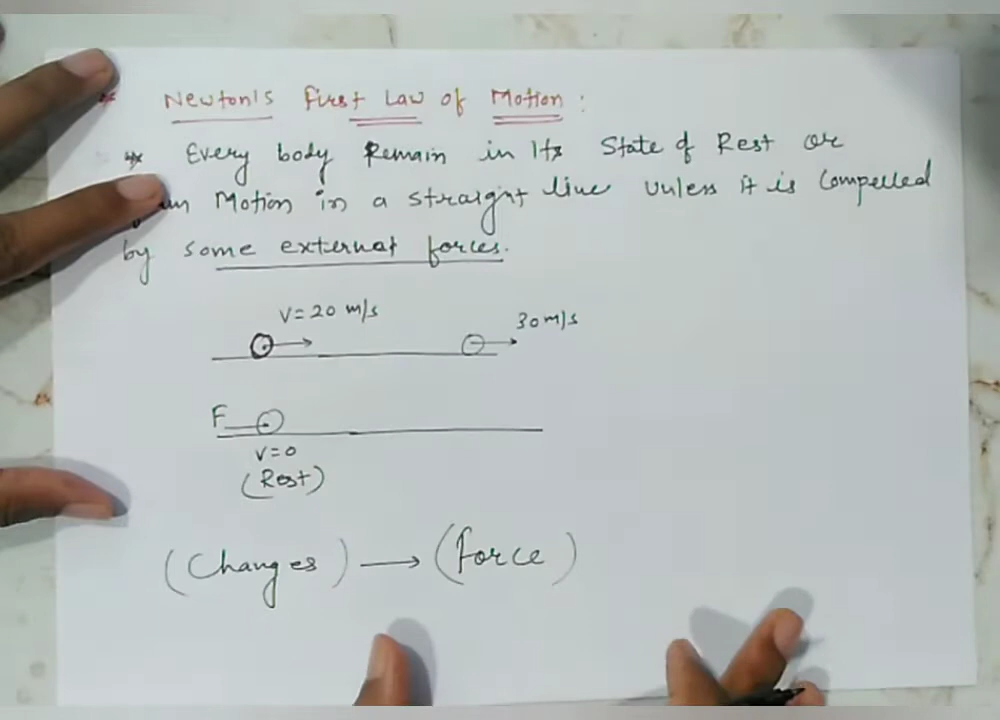 * Newton's First Law of Motion :
Every body Remain in Its State of Rest or
Motion in a straight line unless it is compelled
by some external forces.
V=20 m/s
30 m/s
F
V=0
(Rest)
(Changes) → (force)